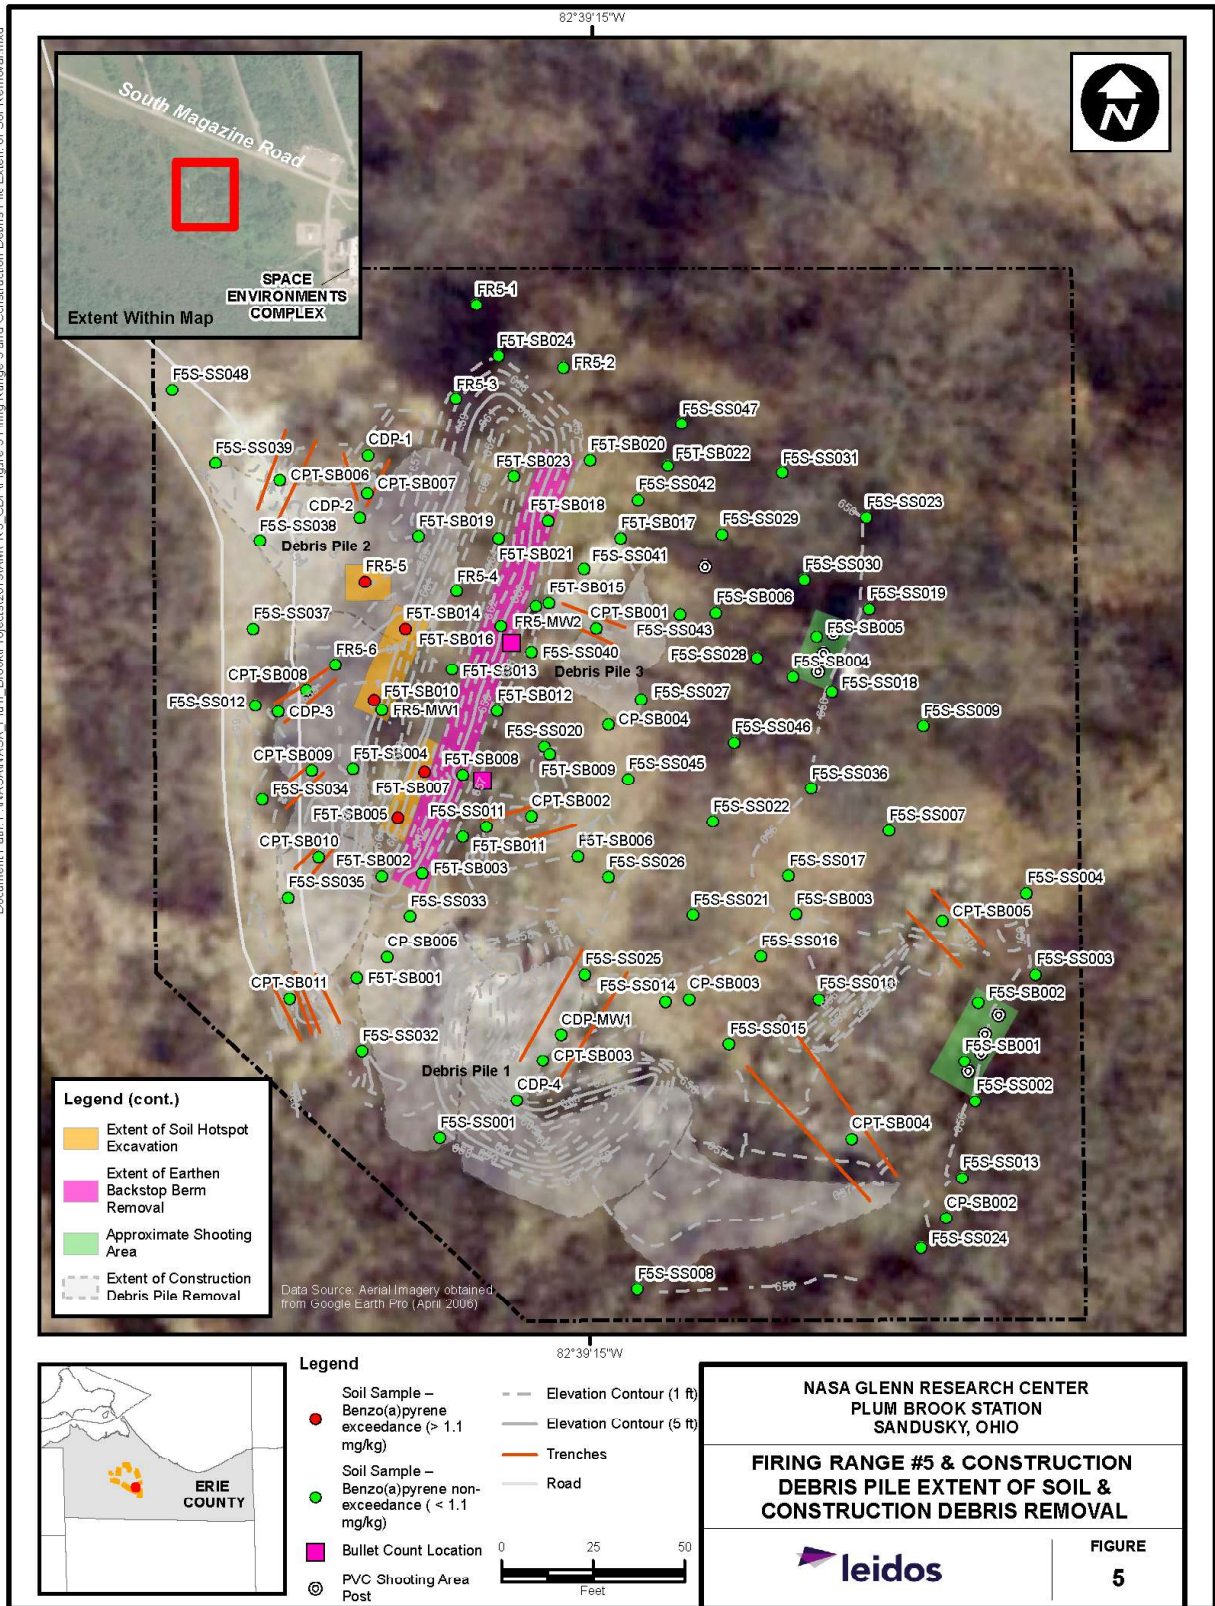 82°39'15"W
South Magazine Road
SPACE
ENVIRONMENTS
COMPLEX
Extent Within Map
N
FR5-1
F5T-SB024
FR5-2
F5S-SS048
FR5-3
F5S-SS047
CDP-1
F5T-SB020
F5S-SS039
F5T-SB022
CPT-SB006
F5T-SB023
F5S-SS031
CPT-SB007
F5S-SS042
CDP-2
F5T-SB018
F5S-SS023
F5S-SS038
F5T-SB019
F5T-SB017
F5S-SS029
Debris Pile 2
F5T-SB021
F5S-SS041
FR5-5
FR5-4
F5S-SS030
F5T-SB015
F5S-SS037
F5T-SB014
CPT-SB001
F5S-SB006
F5S-SS019
FR5-MW2
F5S-SS043
F5S-SB005
F5T-SB016
FR5-6
F5S-SS040
F5S-SS028
F5S-SB004
CPT-SB008
F5T-SB013
Debris Pile 3
F5S-SS018
F5T-SB010
F5T-SB012
F5S-SS027
F5S-SS012
CDP-3
FR5-MW1
CP-SB004
F5S-SS009
F5S-SS020
F5S-SS046
CPT-SB009
F5T-SB004
F5T-SB008
F5T-SB009
F5S-SS045
F5S-SS034
F5T-SB007
F5S-SS036
CPT-SB002
F5T-SB005
F5S-SS011
F5S-SS022
F5S-SS007
CPT-SB010
F5T-SB011
F5T-SB006
F5T-SB002
F5T-SB003
F5S-SS026
F5S-SS017
F5S-SS035
F5S-SS004
F5S-SS033
F5S-SS021
F5S-SB003
CPT-SB005
CP-SB005
F5S-SS016
F5S-SS025
F5S-SS003
CPT-SB011
F5T-SB001
F5S-SS014
CP-SB003
F5S-SS010
F5S-SB002
F5S-SS032
CDP-MW1
F5S-SS015
F5S-SB001
Debris Pile 1
CPT-SB003
CDP-4
F5S-SS002
F5S-SS001
CPT-SB004
F5S-SS013
CP-SB002
F5S-SS024
F5S-SS008
Legend (cont.)
Extent of Soil Hotspot
Excavation
Extent of Earthen
Backstop Berm
Removal
Approximate Shooting
Area
Extent of Construction
Debris Pile Removal
Data Source: Aerial Imagery obtained
from Google Earth Pro (April 2006)
82°39'15"W
ERIE
COUNTY
Legend
Soil Sample –
Benzo(a)pyrene
exceedance (> 1.1
mg/kg)
Soil Sample –
Benzo(a)pyrene non-
exceedance ( < 1.1
mg/kg)
Bullet Count Location
PVC Shooting Area
Post
Elevation Contour (1 ft)
Elevation Contour (5 ft)
Trenches
Road
0 25 50
Feet
NASA GLENN RESEARCH CENTER
PLUM BROOK STATION
SANDUSKY, OHIO
FIRING RANGE #5 & CONSTRUCTION
DEBRIS PILE EXTENT OF SOIL &
CONSTRUCTION DEBRIS REMOVAL
leidos
FIGURE
5